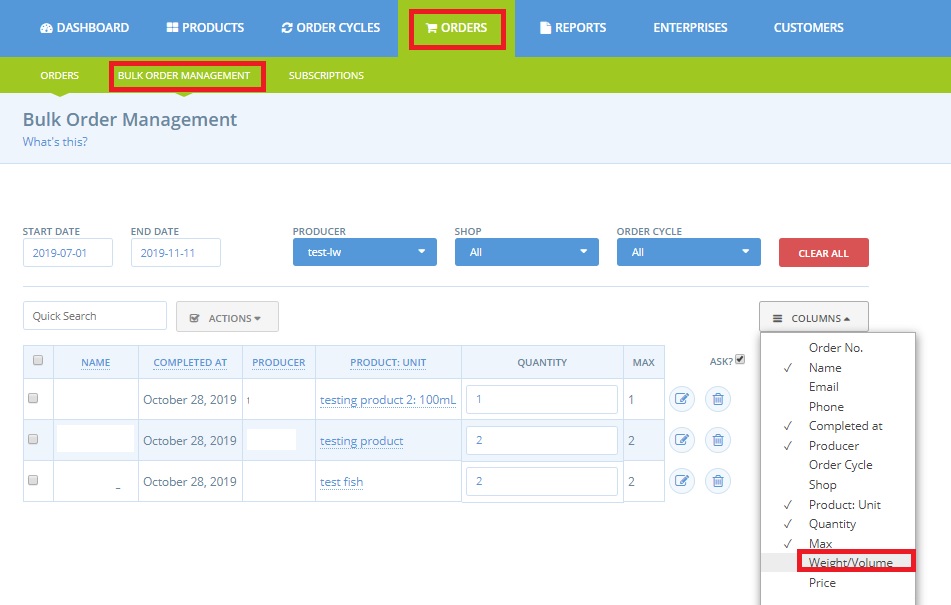 DASHBOARD PRODUCTS ORDER CYCLES ORDERS REPORTS ENTERPRISES CUSTOMERS
ORDERS BULK ORDER MANAGEMENT SUBSCRIPTIONS
Bulk Order Management
What's this?
START DATE END DATE PRODUCER SHOP ORDER CYCLE
2019-07-01 2019-11-11 test-lw All All CLEAR ALL
Quick Search ACTIONS COLUMNS
NAME COMPLETED AT PRODUCER PRODUCT: UNIT QUANTITY MAX ASK?
October 28, 2019 1 testing product 2: 100mL 1 1
October 28, 2019 testing product 2 2
October 28, 2019 test fish 2 2
Order No.
Name
Email
Phone
Completed at
Producer
Order Cycle
Shop
Product: Unit
Quantity
Max
Weight/Volume
Price